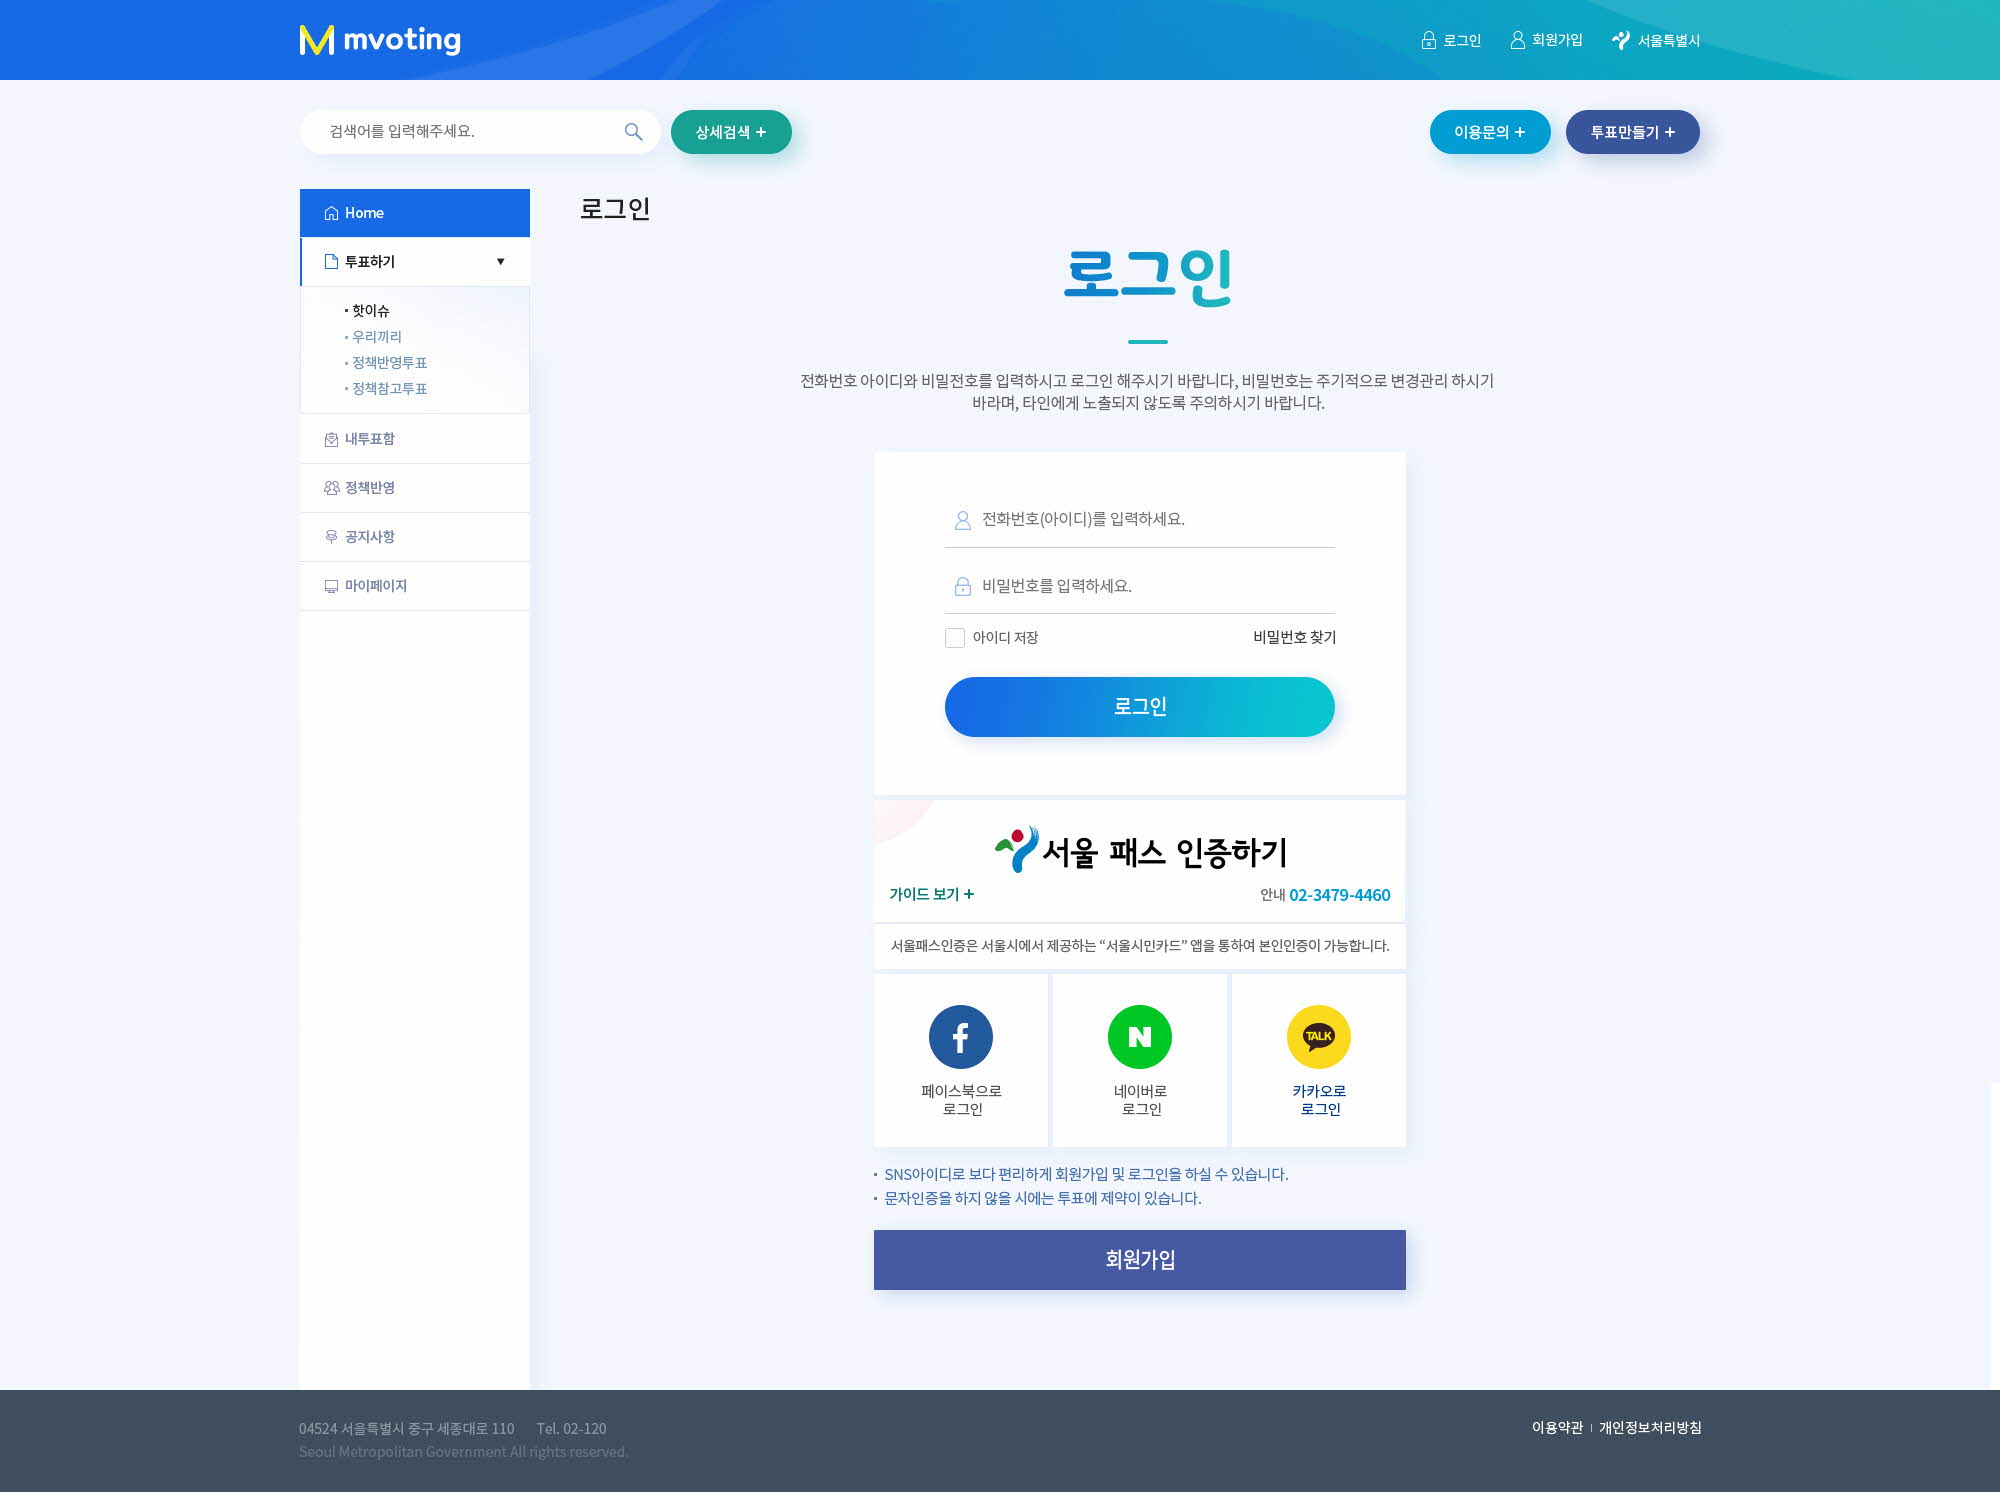 mvoting
로그인
회원가입
서울특별시
검색어를 입력해주세요.
상세검색 +
이용문의 +
투표만들기 +
Home
투표하기
핫이슈
우리끼리
정책반영투표
정책참고투표
내투표함
정책반영
공지사항
마이페이지
로그인
로그인
전화번호 아이디와 비밀전호를 입력하시고 로그인 해주시기 바랍니다, 비밀번호는 주기적으로 변경관리 하시기
바라며, 타인에게 노출되지 않도록 주의하시기 바랍니다.
전화번호(아이디)를 입력하세요.
비밀번호를 입력하세요.
아이디 저장
비밀번호 찾기
로그인
서울 패스 인증하기
가이드 보기 +
안내 02-3479-4460
서울패스인증은 서울시에서 제공하는 “서울시민카드” 앱을 통하여 본인인증이 가능합니다.
페이스북으로
로그인
네이버로
로그인
TALK
카카오로
로그인
SNS아이디로 보다 편리하게 회원가입 및 로그인을 하실 수 있습니다.
문자인증을 하지 않을 시에는 투표에 제약이 있습니다.
회원가입
04524 서울특별시 중구 세종대로 110 Tel. 02-120
Seoul Metropolitan Government All rights reserved.
이용약관
개인정보처리방침